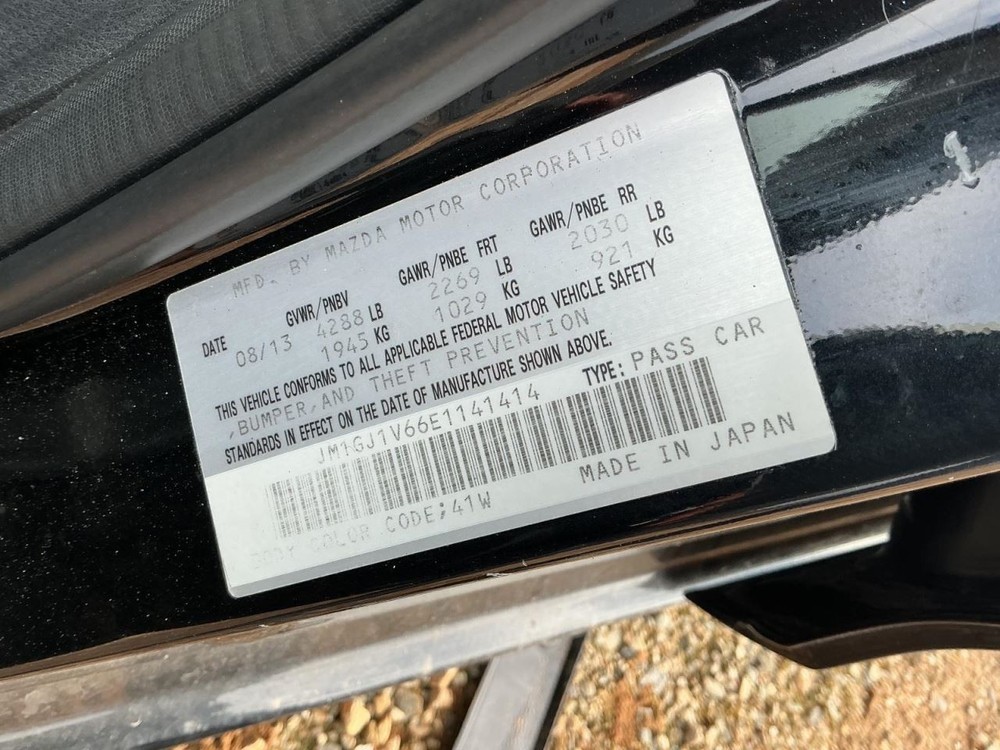 MFD. BY MAZDA MOTOR CORPORATION
GVWR/PNBV GAWR/PNBE FRT GAWR/PNBE RR
DATE 08/13 4288 LB 2269 LB 2030 LB
1945 KG 1029 KG 921 KG
THIS VEHICLE CONFORMS TO ALL APPLICABLE FEDERAL MOTOR VEHICLE SAFETY
,BUMPER,AND THEFT PREVENTION
STANDARDS IN EFFECT ON THE DATE OF MANUFACTURE SHOWN ABOVE.
JM1GJ1V66E1141414 TYPE: PASS CAR
BODY COLOR CODE:41W MADE IN JAPAN